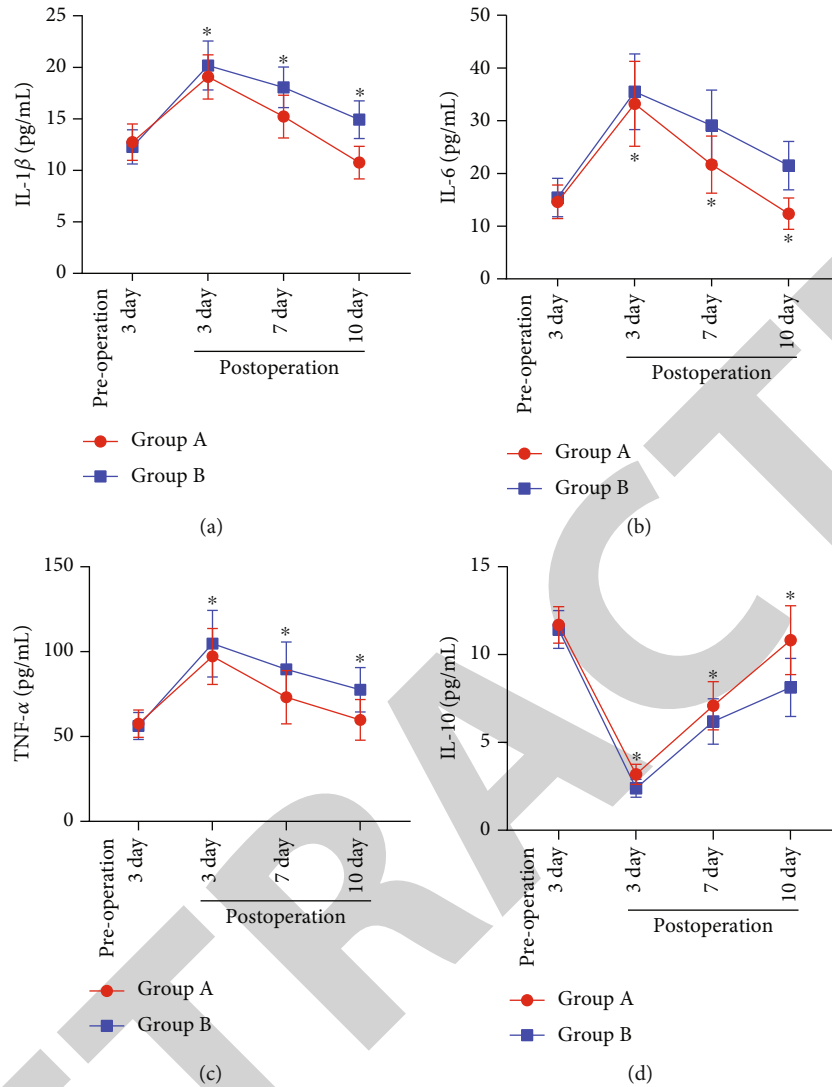 25
20
15
10
5
0
IL-1β (pg/mL)
*
*
*
Pre-operation
3 day
3 day
7 day
10 day
Postoperation
Group A
Group B
(a)
50
40
30
20
10
0
IL-6 (pg/mL)
*
*
*
Pre-operation
3 day
3 day
7 day
10 day
Postoperation
Group A
Group B
(b)
150
100
50
0
TNF-α (pg/mL)
*
*
*
Pre-operation
3 day
3 day
7 day
10 day
Postoperation
Group A
Group B
(c)
15
10
5
0
IL-10 (pg/mL)
*
*
*
Pre-operation
3 day
3 day
7 day
10 day
Postoperation
Group A
Group B
(d)
TRACT